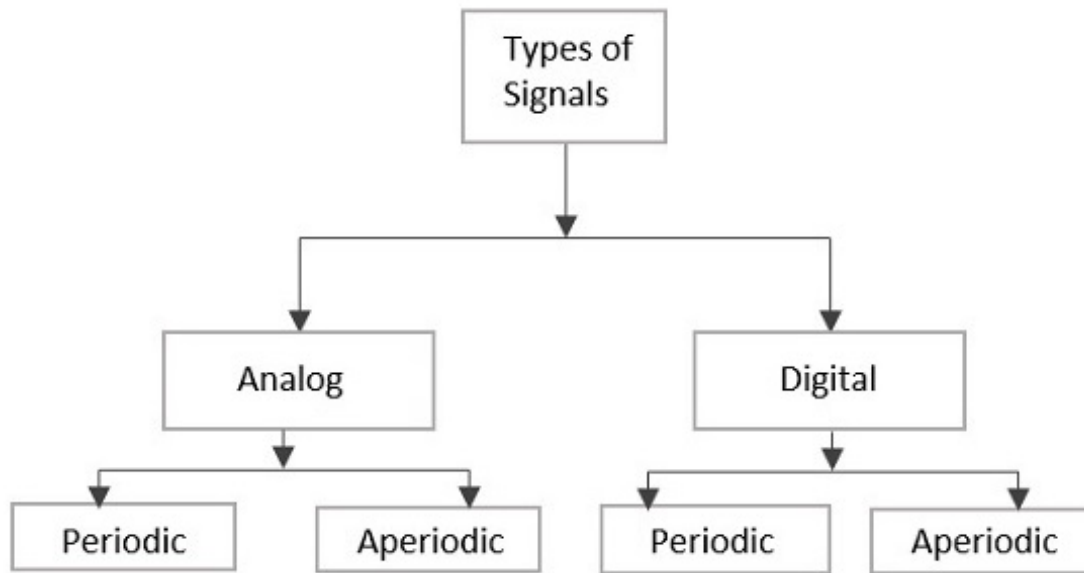 Types of
Signals
Analog
Digital
Periodic
Aperiodic
Periodic
Aperiodic